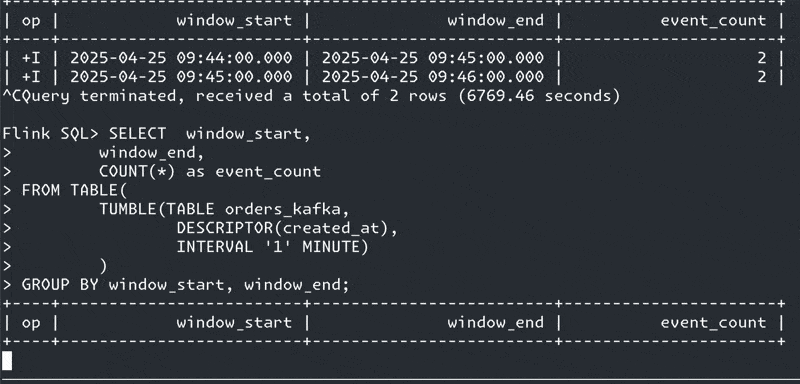 +----+-------------------------+-------------------------+----------------------+
| op |            window_start |              window_end |          event_count |
+----+-------------------------+-------------------------+----------------------+
| +I | 2025-04-25 09:44:00.000 | 2025-04-25 09:45:00.000 |                    2 |
| +I | 2025-04-25 09:45:00.000 | 2025-04-25 09:46:00.000 |                    2 |
^CQuery terminated, received a total of 2 rows (6769.46 seconds)

Flink SQL> SELECT  window_start,
>         window_end,
>         COUNT(*) as event_count
> FROM TABLE(
>         TUMBLE(TABLE orders_kafka,
>                 DESCRIPTOR(created_at),
>                 INTERVAL '1' MINUTE)
>         )
> GROUP BY window_start, window_end;
+----+-------------------------+-------------------------+----------------------+
| op |            window_start |              window_end |          event_count |
+----+-------------------------+-------------------------+----------------------+